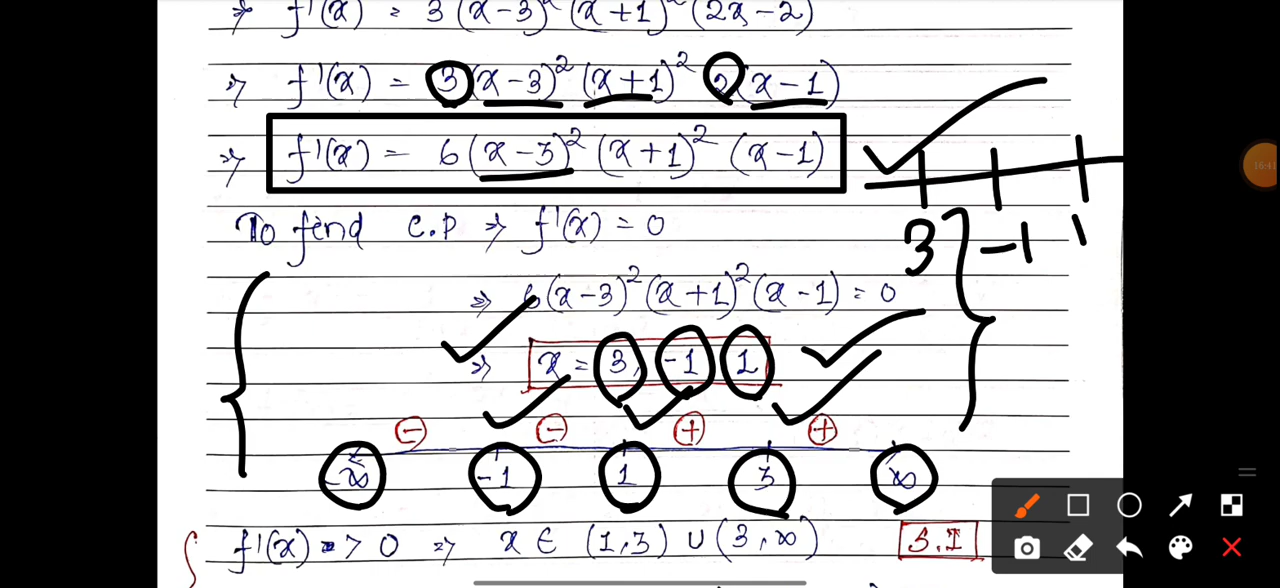 ⇒ f'(x) = 3(x-3)²(x+1)²(2x-2)
⇒ f'(x) = 3(x-3)²(x+1)² 2(x-1)
⇒ f'(x) = 6(x-3)²(x+1)²(x-1)
3 -1 1
To find C.P ⇒ f'(x) = 0
⇒ 6(x-3)²(x+1)²(x-1) = 0
⇒ x = 3, -1, 1
- - + +
-∞ -1 1 3 ∞
f'(x) > 0 ⇒ x ∈ (1,3) ∪ (3,∞) S.I